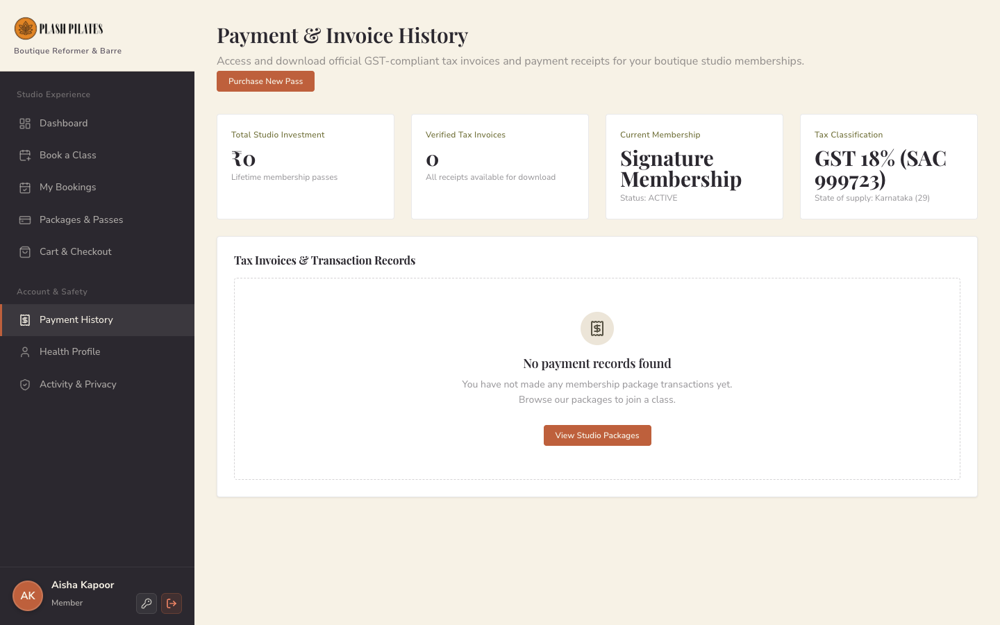 PLASH PILATES
Boutique Reformer & Barre
Studio Experience
Dashboard
Book a Class
My Bookings
Packages & Passes
Cart & Checkout
Account & Safety
Payment History
Health Profile
Activity & Privacy
AK
Aisha Kapoor
Member
Payment & Invoice History
Access and download official GST-compliant tax invoices and payment receipts for your boutique studio memberships.
Purchase New Pass
Total Studio Investment
₹0
Lifetime membership passes
Verified Tax Invoices
0
All receipts available for download
Current Membership
Signature
Membership
Status: ACTIVE
Tax Classification
GST 18% (SAC
999723)
State of supply: Karnataka (29)
Tax Invoices & Transaction Records
No payment records found
You have not made any membership package transactions yet.
Browse our packages to join a class.
View Studio Packages